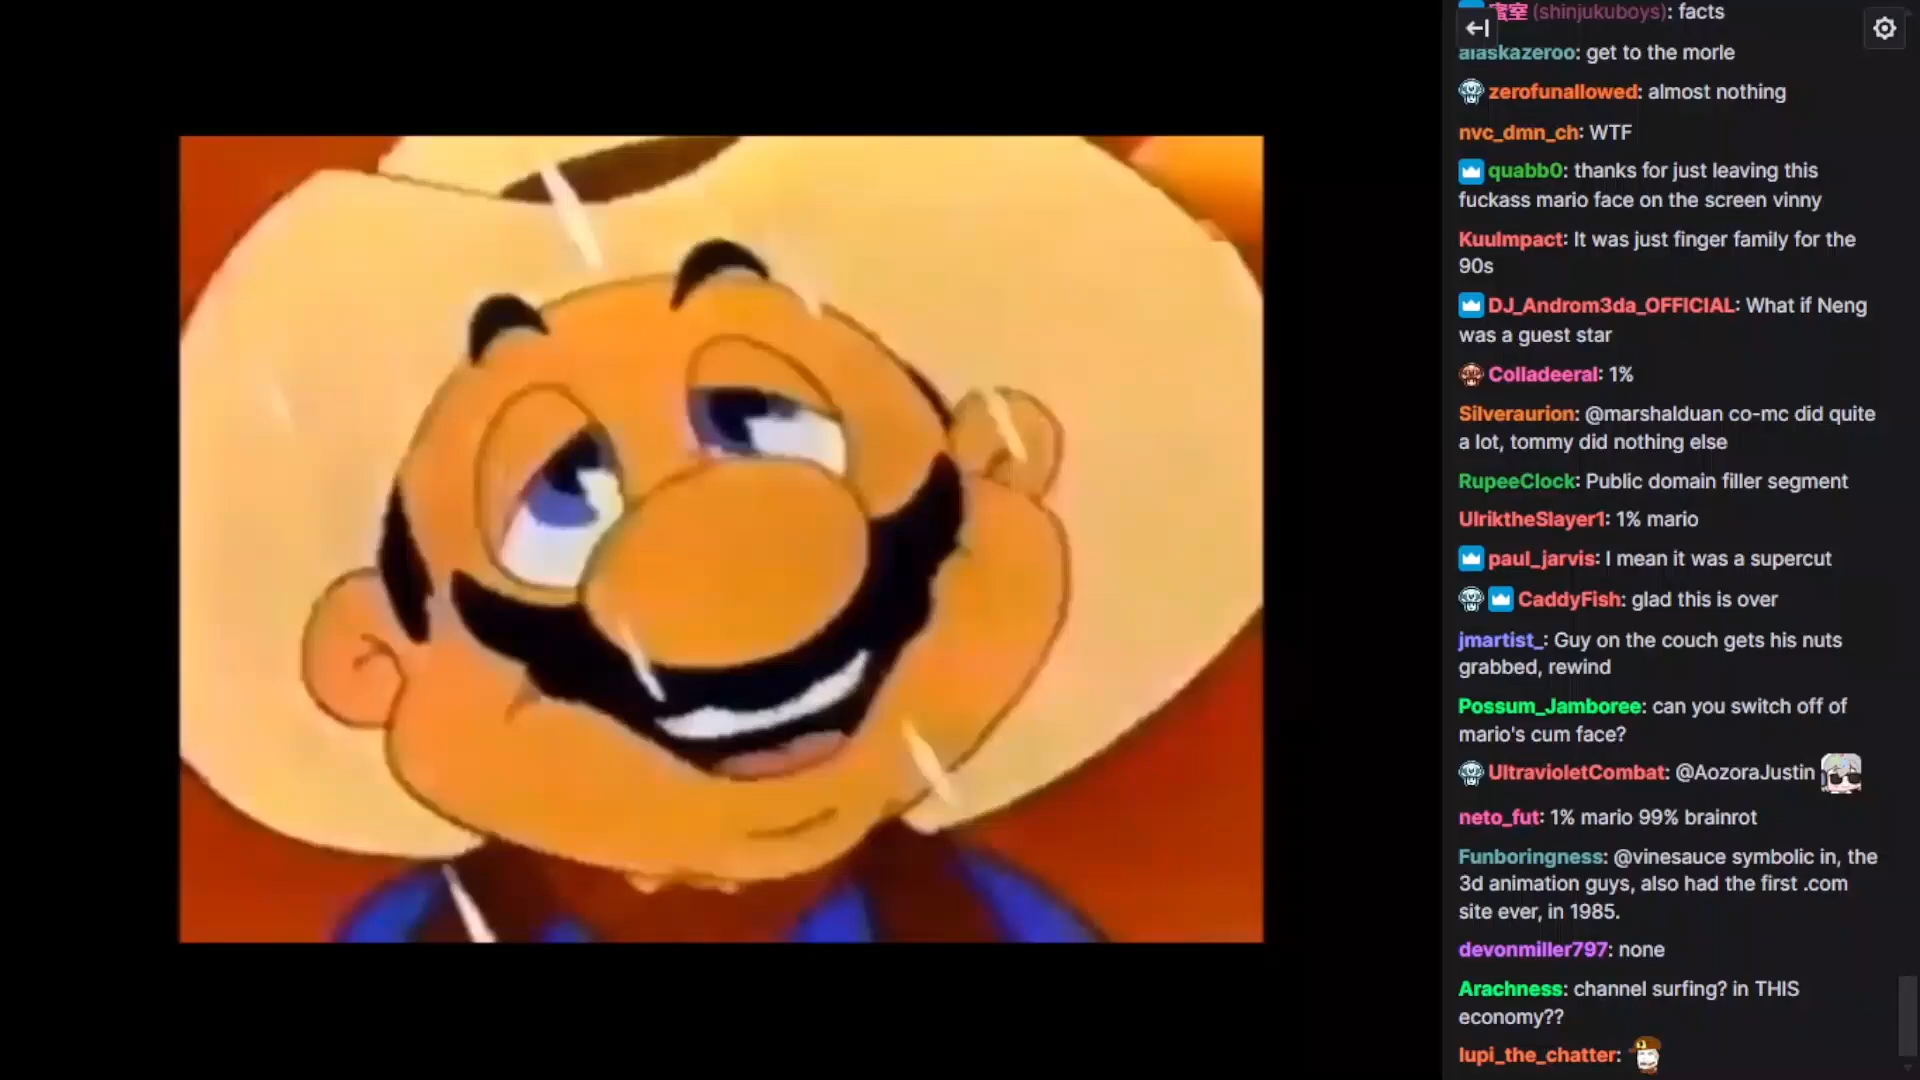 蜜室 (shinjukuboys): facts
alaskazeroo: get to the morle
zerofunallowed: almost nothing
nvc_dmn_ch: WTF
quabb0: thanks for just leaving this
fuckass mario face on the screen vinny
KuuImpact: It was just finger family for the
90s
DJ_Androm3da_OFFICIAL: What if Neng
was a guest star
Colladeeral: 1%
Silveraurion: @marshalduan co-mc did quite
a lot, tommy did nothing else
RupeeClock: Public domain filler segment
UlriktheSlayer1: 1% mario
paul_jarvis: I mean it was a supercut
CaddyFish: glad this is over
jmartist_: Guy on the couch gets his nuts
grabbed, rewind
Possum_Jamboree: can you switch off of
mario's cum face?
UltravioletCombat: @AozoraJustin
neto_fut: 1% mario 99% brainrot
Funboringness: @vinesauce symbolic in, the
3d animation guys, also had the first .com
site ever, in 1985.
devonmiller797: none
Arachness: channel surfing? in THIS
economy??
lupi_the_chatter: